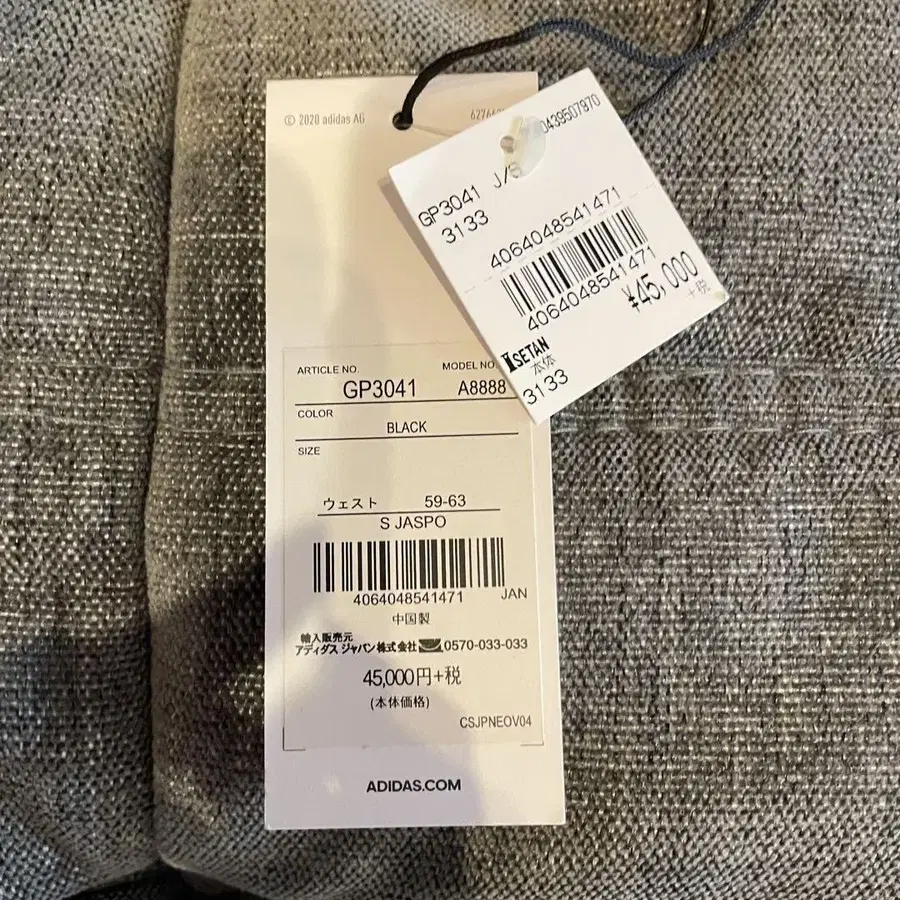 © 2020 adidas AG
ARTICLE NO.
MODEL NO
GP3041
A8888
COLOR
BLACK
SIZE
ウェスト 59-63
S JASPO
4064048541471 JAN
中国製
輸入販売元
アディダス ジャパン株式会社 0570-033-033
45,000円+税
(本体価格)
CSJPNEOV04
ADIDAS.COM
0439507970
GP3041 J/S
3133
4064048541471
4064048541471
¥45,000
+税
ISETAN
本体
3133